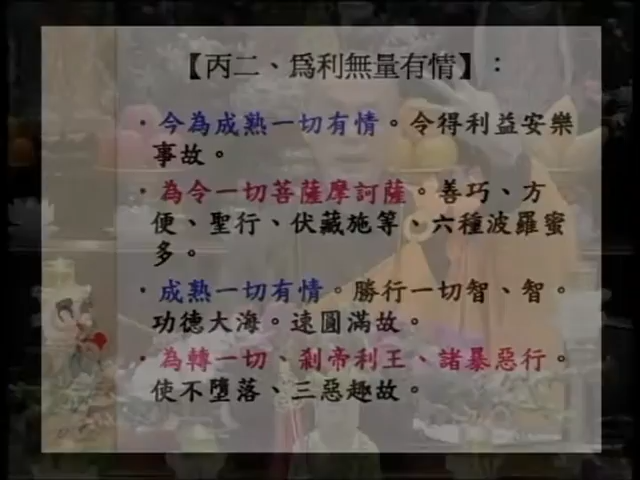 【丙二、為利無量有情】：
・今為成熟一切有情。令得利益安樂
事故。
・為令一切菩薩摩訶薩。善巧、方
便、聖行、伏藏施等、六種波羅蜜
多。
・成熟一切有情。勝行一切智、智。
功德大海。速圓滿故。
・為轉一切、剎帝利王、諸暴惡行。
使不墮落、三惡趣故。